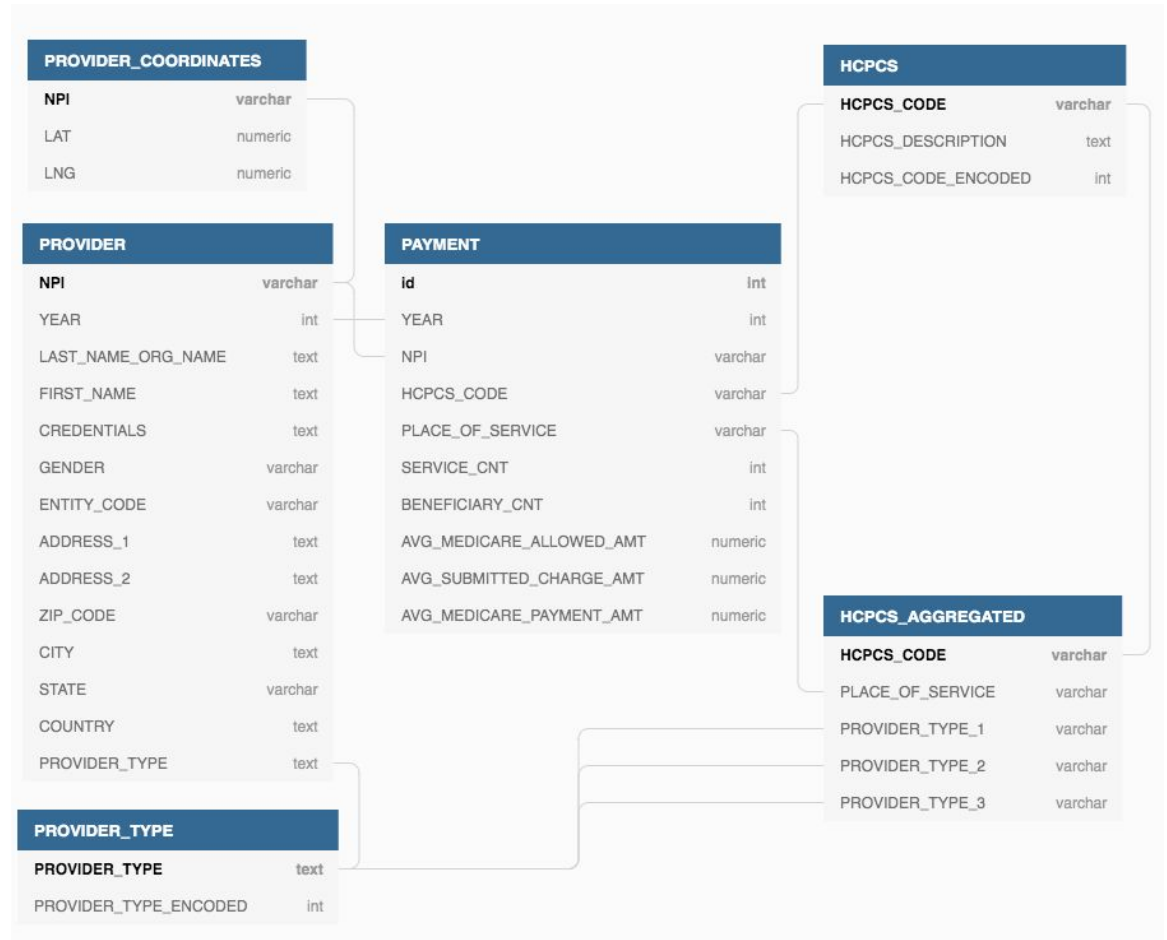 PROVIDER_COORDINATES
NPI varchar
LAT numeric
LNG numeric
PROVIDER
NPI varchar
YEAR int
LAST_NAME_ORG_NAME text
FIRST_NAME text
CREDENTIALS text
GENDER varchar
ENTITY_CODE varchar
ADDRESS_1 text
ADDRESS_2 text
ZIP_CODE varchar
CITY text
STATE varchar
COUNTRY text
PROVIDER_TYPE text
PROVIDER_TYPE
PROVIDER_TYPE text
PROVIDER_TYPE_ENCODED int
PAYMENT
id int
YEAR int
NPI varchar
HCPCS_CODE varchar
PLACE_OF_SERVICE varchar
SERVICE_CNT int
BENEFICIARY_CNT int
AVG_MEDICARE_ALLOWED_AMT numeric
AVG_SUBMITTED_CHARGE_AMT numeric
AVG_MEDICARE_PAYMENT_AMT numeric
HCPCS
HCPCS_CODE varchar
HCPCS_DESCRIPTION text
HCPCS_CODE_ENCODED int
HCPCS_AGGREGATED
HCPCS_CODE varchar
PLACE_OF_SERVICE varchar
PROVIDER_TYPE_1 varchar
PROVIDER_TYPE_2 varchar
PROVIDER_TYPE_3 varchar